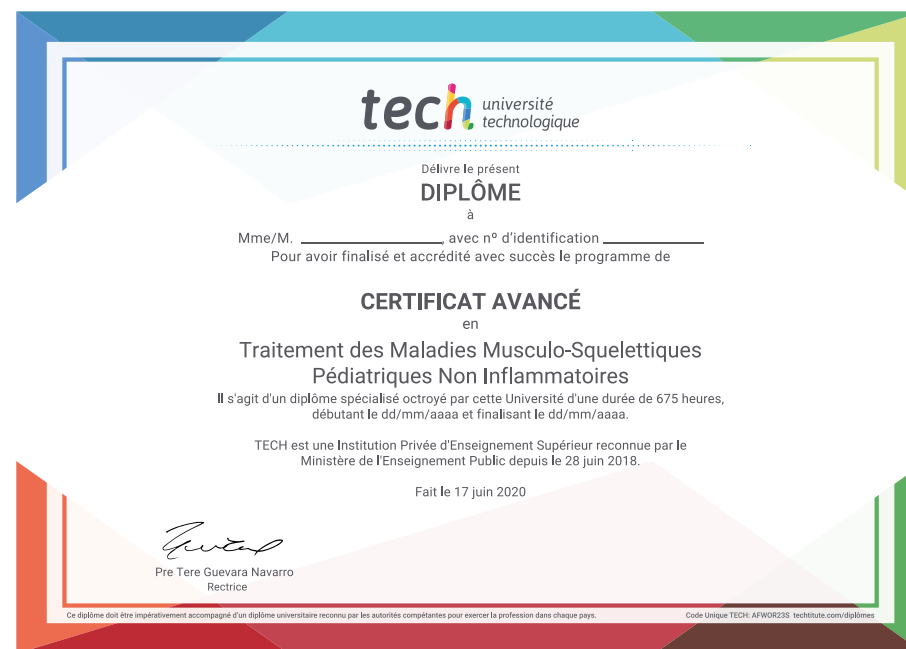 tech université
technologique
Délivre le présent
DIPLÔME
à
Mme/M. ____________________, avec nº d'identification ______________
Pour avoir finalisé et accrédité avec succès le programme de
CERTIFICAT AVANCÉ
en
Traitement des Maladies Musculo-Squelettiques
Pédiatriques Non Inflammatoires
Il s'agit d'un diplôme spécialisé octroyé par cette Université d'une durée de 675 heures,
débutant le dd/mm/aaaa et finalisant le dd/mm/aaaa.
TECH est une Institution Privée d'Enseignement Supérieur reconnue par le
Ministère de l'Enseignement Public depuis le 28 juin 2018.
Fait le 17 juin 2020
Pre Tere Guevara Navarro
Rectrice
Ce diplôme doit être impérativement accompagné d'un diplôme universitaire reconnu par les autorités compétentes pour exercer la profession dans chaque pays.
Code Unique TECH: AFWOR23S techtitute.com/diplômes